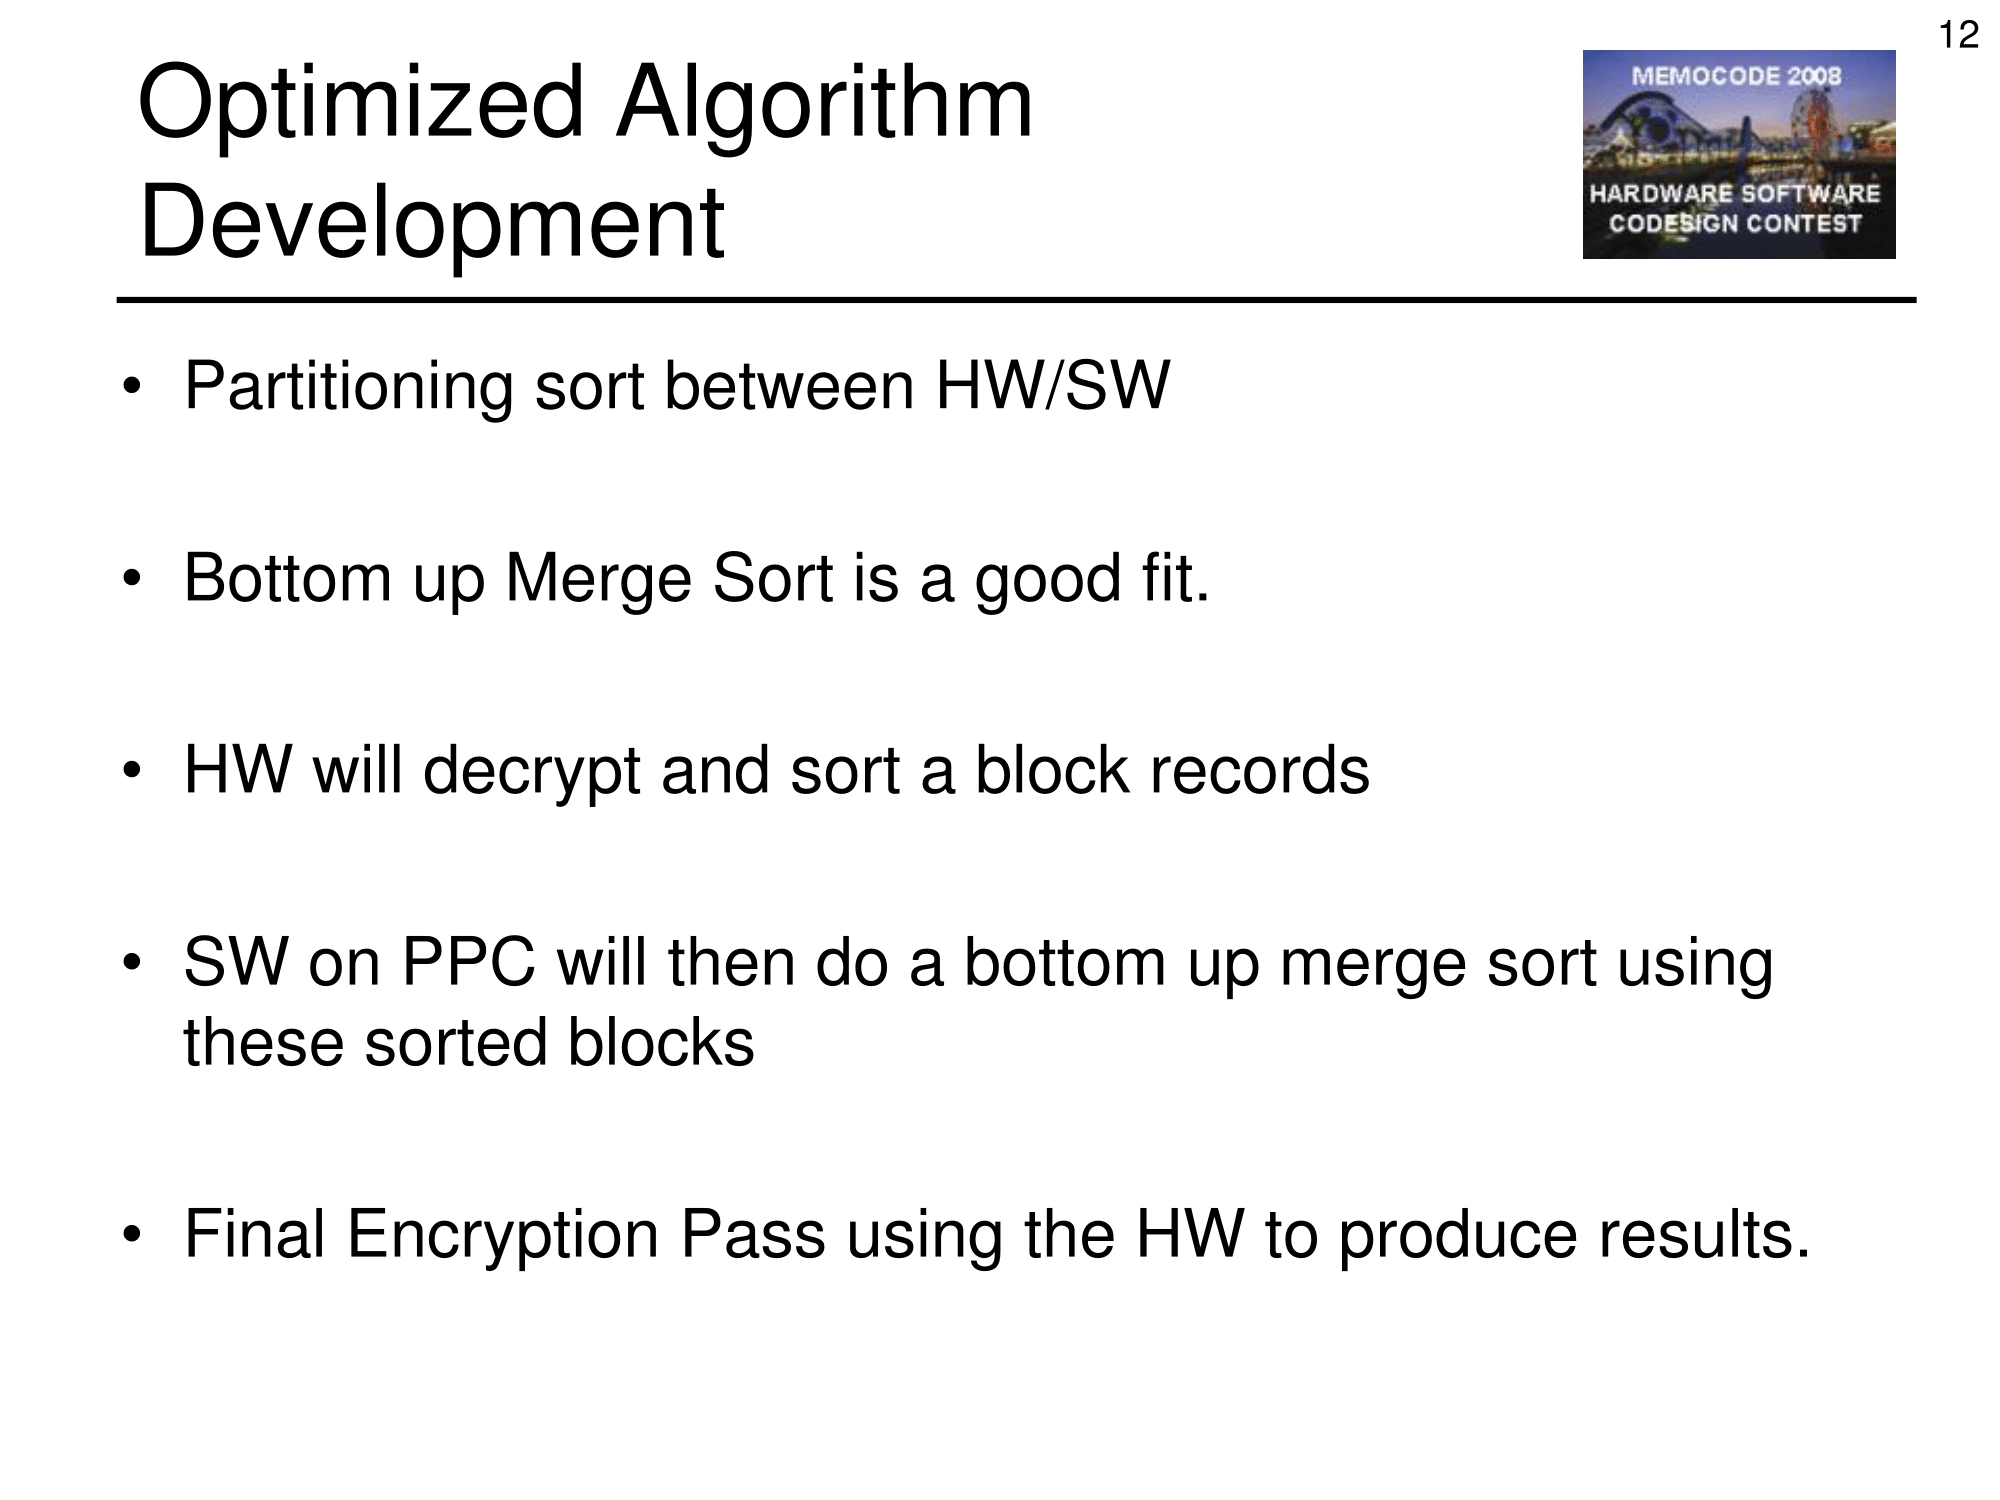 12
Optimized Algorithm
Development
MEMOCODE 2008
HARDWARE SOFTWARE
CODESIGN CONTEST
• Partitioning sort between HW/SW
• Bottom up Merge Sort is a good fit.
• HW will decrypt and sort a block records
• SW on PPC will then do a bottom up merge sort using
these sorted blocks
• Final Encryption Pass using the HW to produce results.